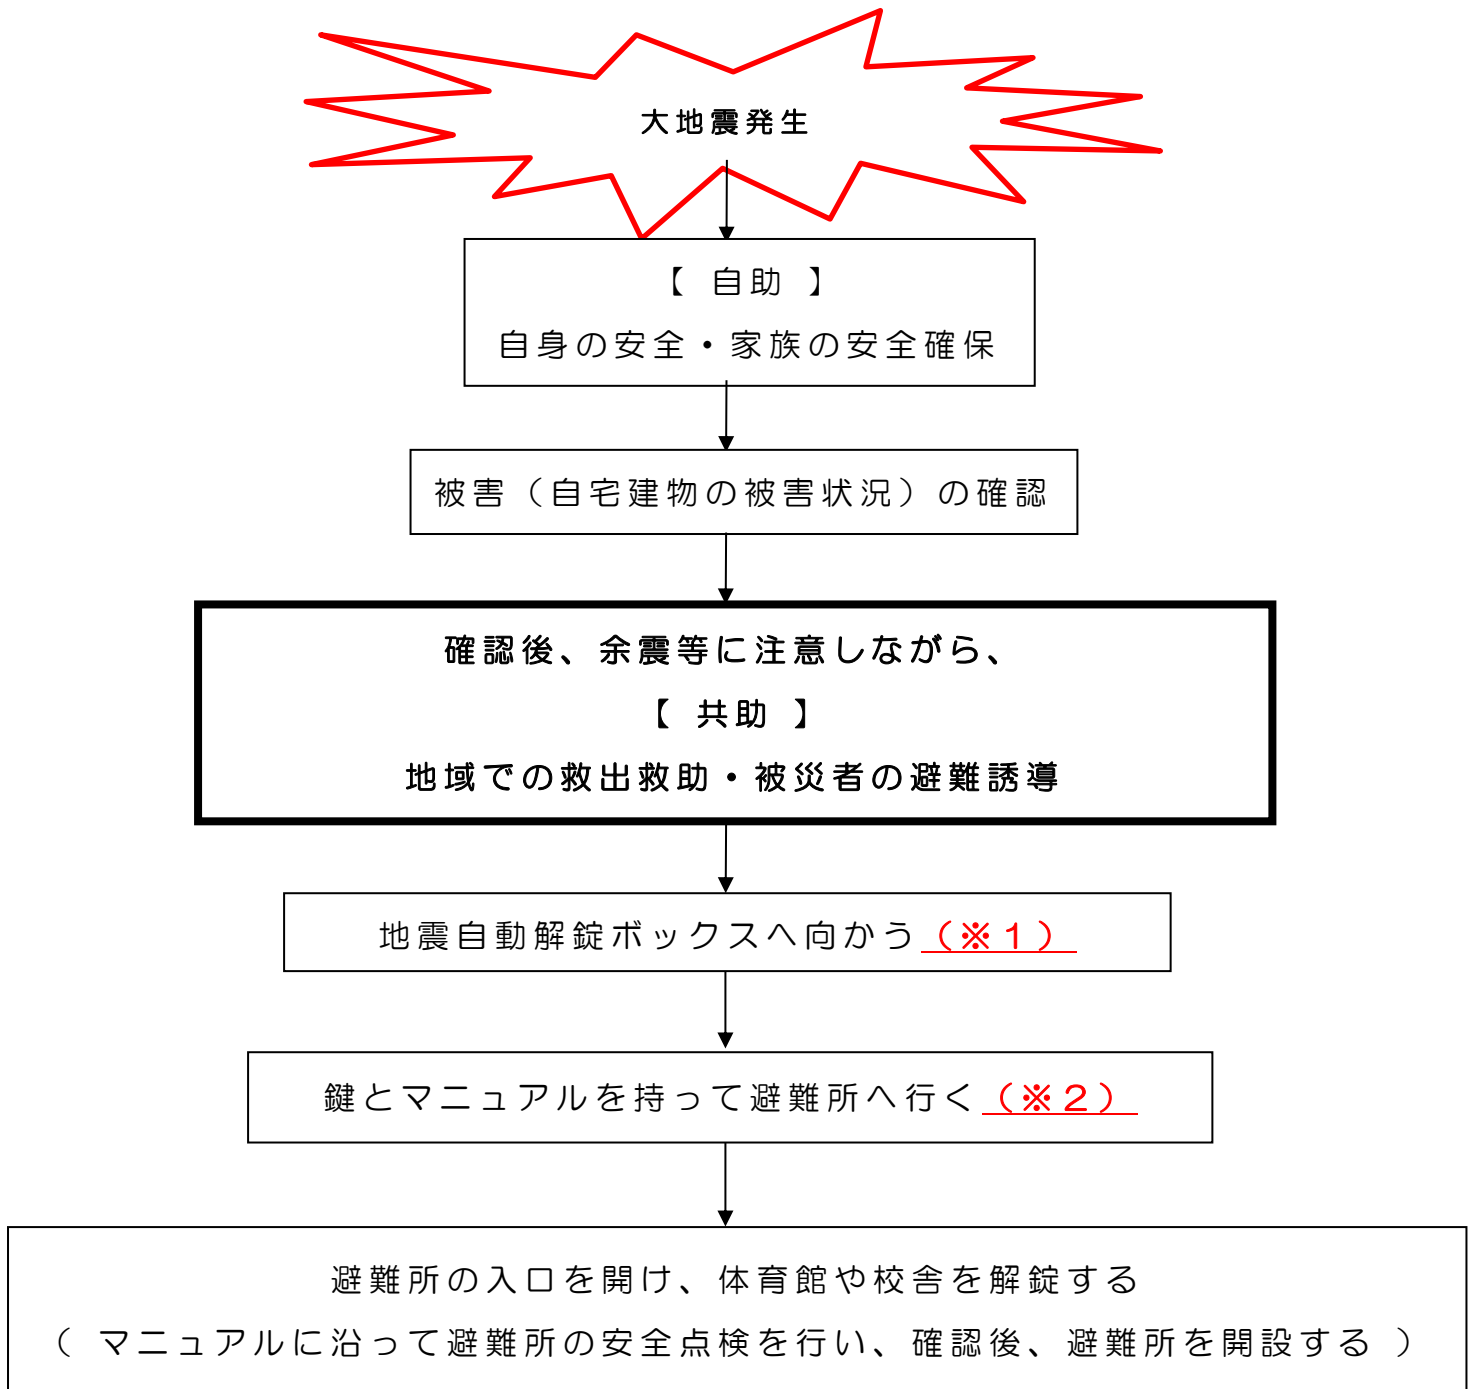 大地震発生
【 自助 】
自身の安全・家族の安全確保
被害（自宅建物の被害状況）の確認
確認後、余震等に注意しながら、
【 共助 】
地域での救出救助・被災者の避難誘導
地震自動解錠ボックスへ向かう（※１）
鍵とマニュアルを持って避難所へ行く（※２）
避難所の入口を開け、体育館や校舎を解錠する
（ マニュアルに沿って避難所の安全点検を行い、確認後、避難所を開設する ）